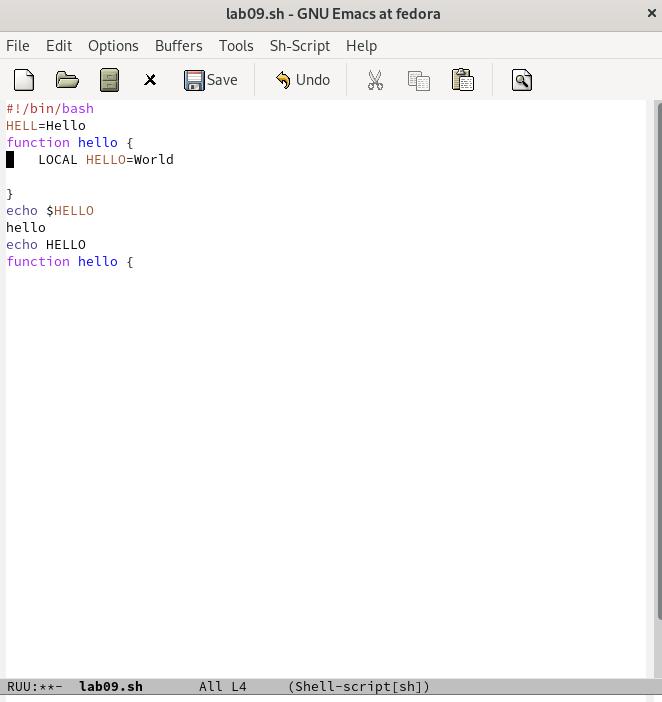 lab09.sh - GNU Emacs at fedora
File Edit Options Buffers Tools Sh-Script Help
Save Undo
#!/bin/bash
HELL=Hello
function hello {
    LOCAL HELLO=World
}
echo $HELLO
hello
echo HELLO
function hello {
RUU:**-  lab09.sh       All L4     (Shell-script[sh])